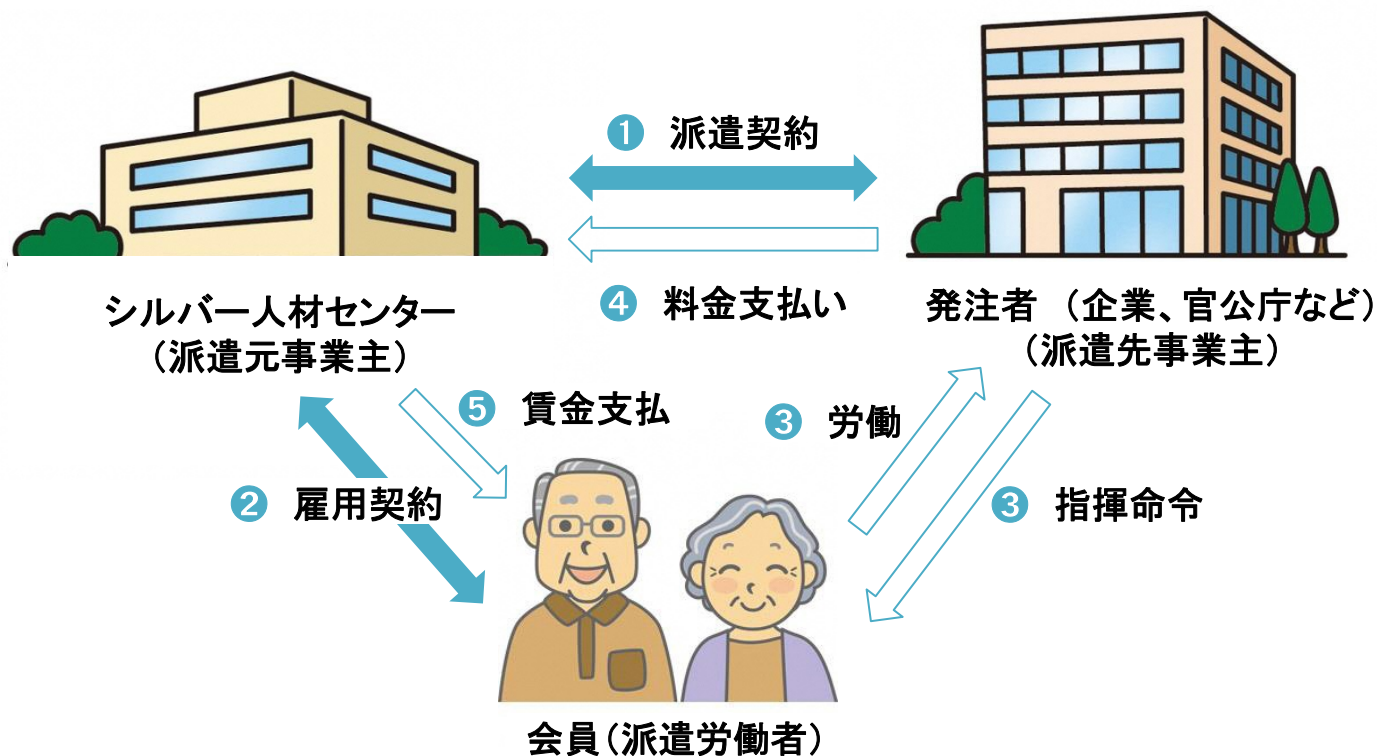 ❶ 派遣契約
❹ 料金支払い
シルバー人材センター
（派遣元事業主）
発注者 （企業、官公庁など）
（派遣先事業主）
❺ 賃金支払
❸ 労働
❷ 雇用契約
❸ 指揮命令
会員（派遣労働者）